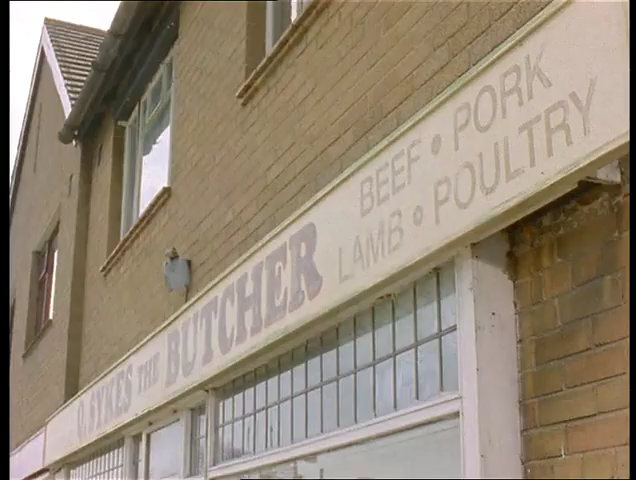 O. SYKES THE BUTCHER
BEEF • PORK
LAMB • POULTRY